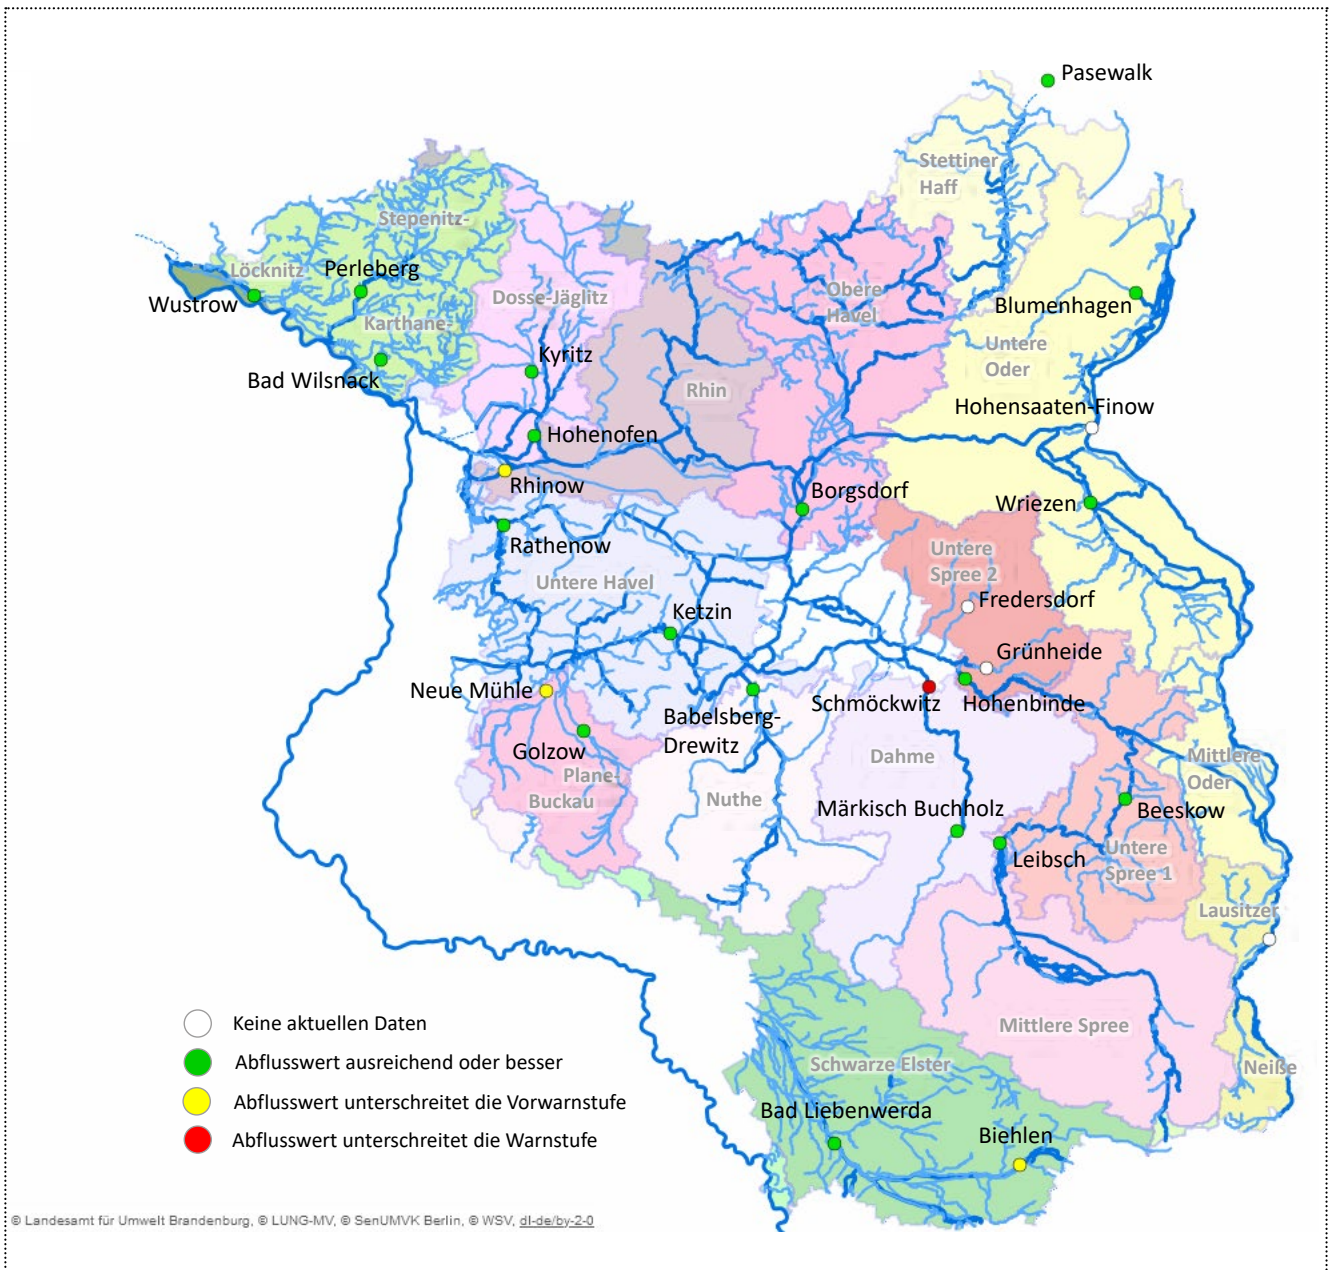 Pasewalk
Stettiner
Haff
Stepenitz-
Löcknitz
Perleberg
Wustrow
Dosse-Jäglitz
Obere
Havel
Blumenhagen
Karthane-
Untere
Oder
Kyritz
Bad Wilsnack
Rhin
Hohensaaten-Finow
Hohenofen
Rhinow
Borgsdorf
Wriezen
Rathenow
Untere
Spree 2
Untere Havel
Fredersdorf
Ketzin
Grünheide
Neue Mühle
Schmöckwitz
Hohenbinde
Babelsberg-
Drewitz
Golzow
Dahme
Mittlere
Oder
Plane-
Buckau
Nuthe
Märkisch Buchholz
Beeskow
Leibsch
Untere
Spree 1
Lausitzer
Neiße
Mittlere Spree
Schwarze Elster
Bad Liebenwerda
Biehlen
Keine aktuellen Daten
Abflusswert ausreichend oder besser
Abflusswert unterschreitet die Vorwarnstufe
Abflusswert unterschreitet die Warnstufe
© Landesamt für Umwelt Brandenburg, © LUNG-MV, © SenUMVK Berlin, © WSV, dl-de/by-2-0